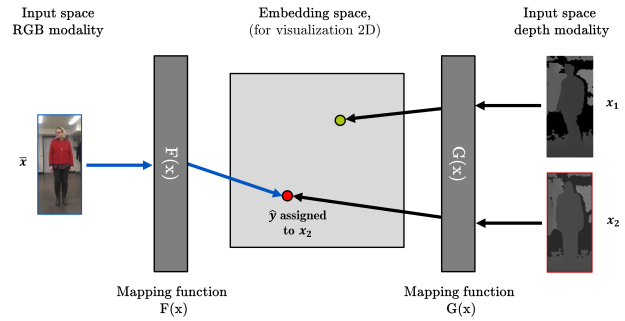 Input space
RGB modality
Embedding space,
(for visualization 2D)
Input space
depth modality
x̄
F(x)
G(x)
x₁
x₂
ŷ assigned
to x₂
Mapping function
F(x)
Mapping function
G(x)